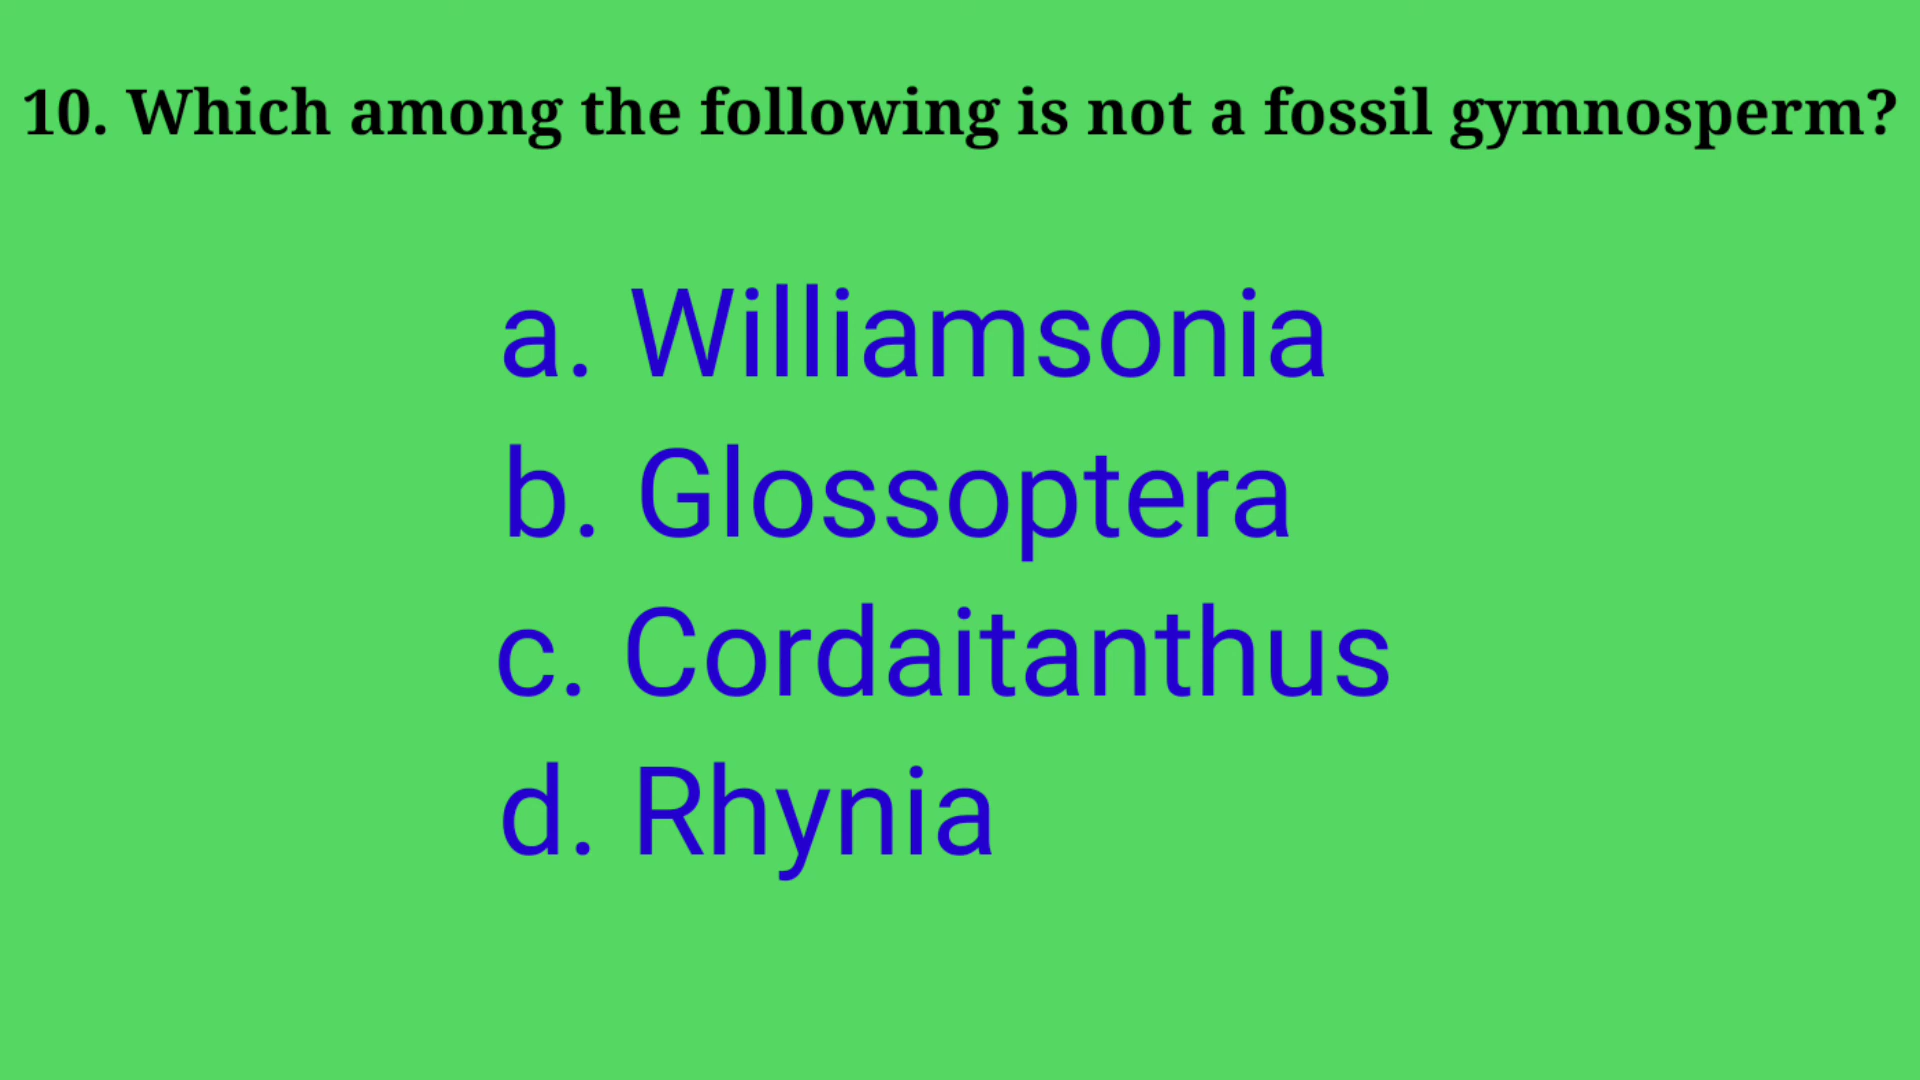 10. Which among the following is not a fossil gymnosperm?
a. Williamsonia
b. Glossoptera
c. Cordaitanthus
d. Rhynia